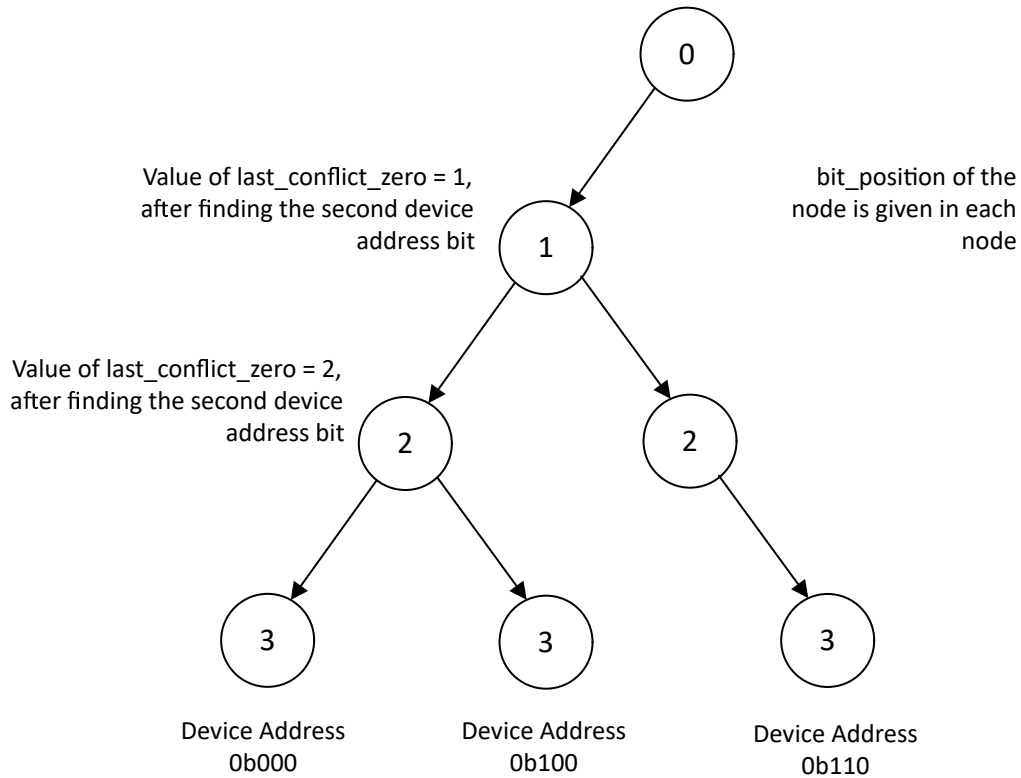 0
Value of last_conflict_zero = 1,
after finding the second device
address bit
bit_position of the
node is given in each
node
1
Value of last_conflict_zero = 2,
after finding the second device
address bit
2
2
3
3
3
Device Address
0b000
Device Address
0b100
Device Address
0b110